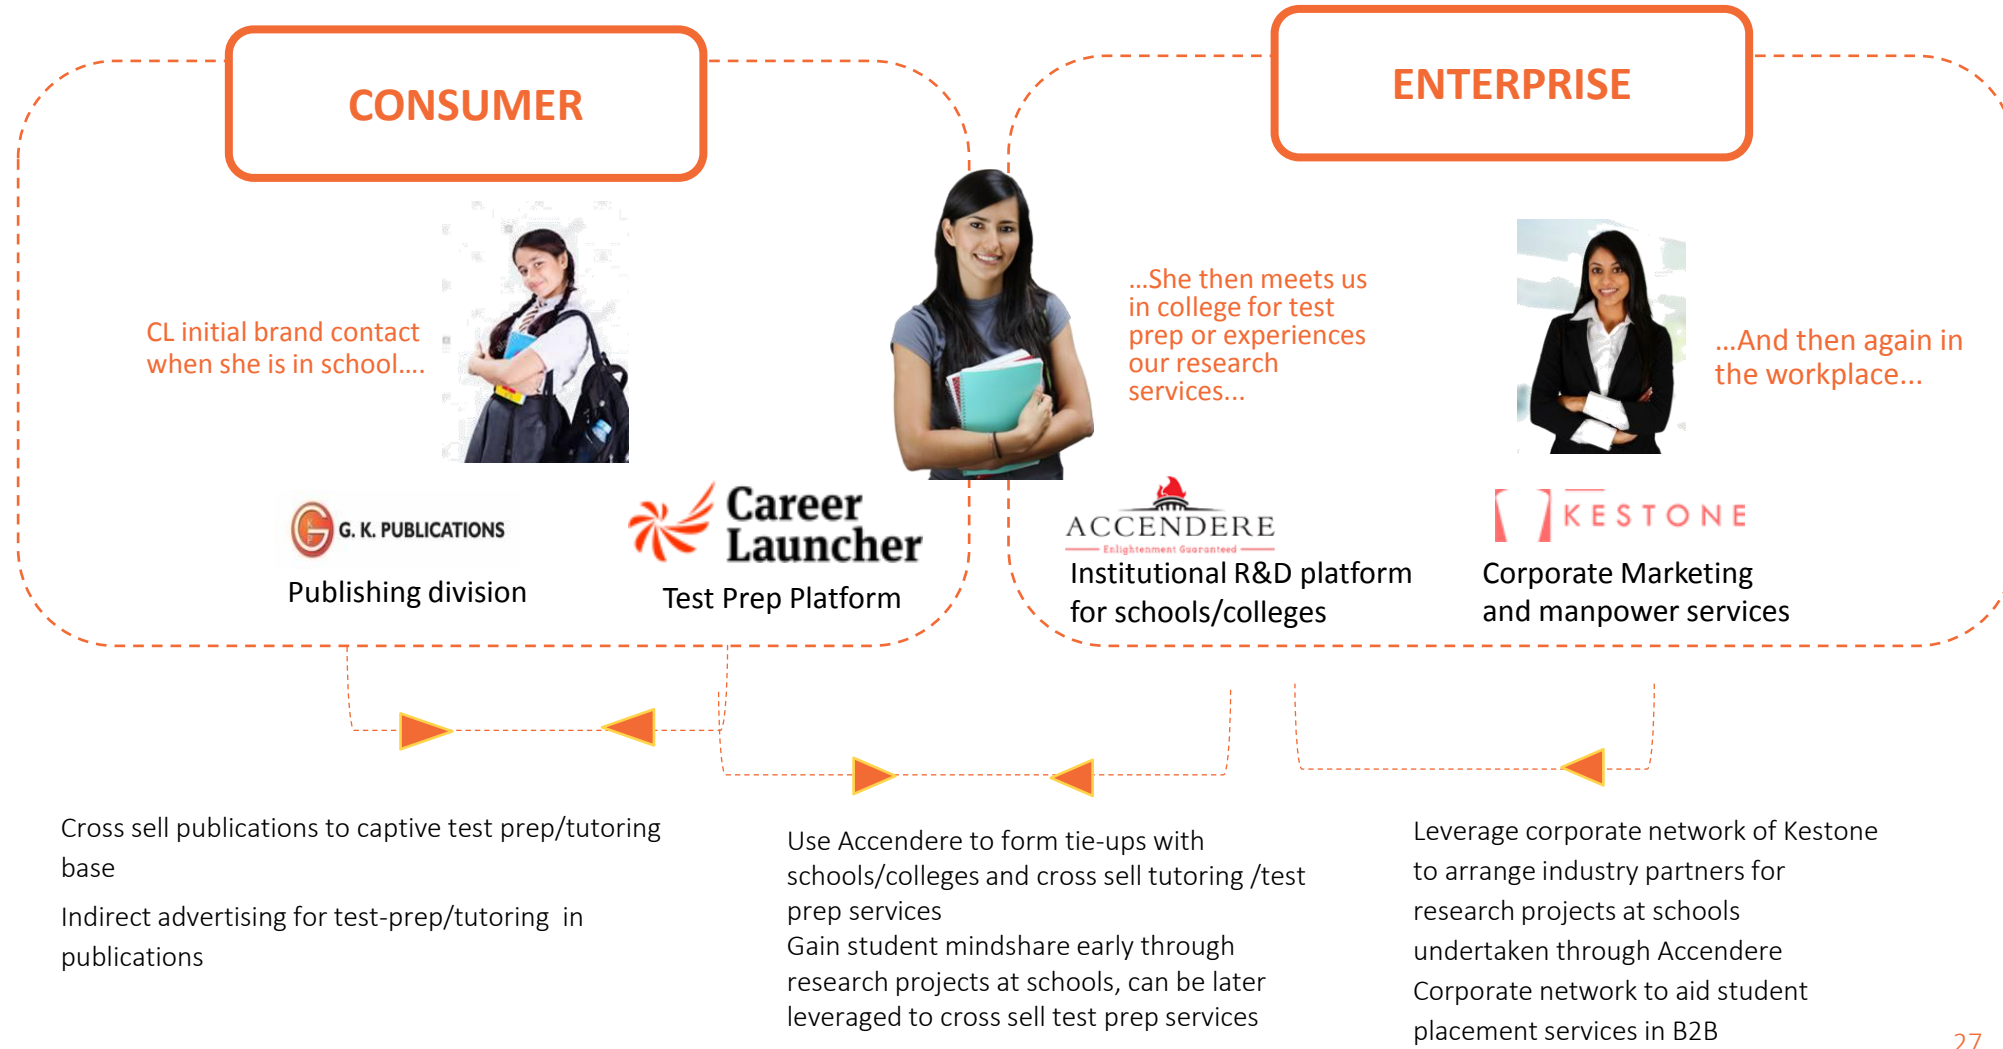 CONSUMER
ENTERPRISE
CL initial brand contact
when she is in school....
...She then meets us
in college for test
prep or experiences
our research
services...
...And then again in
the workplace...
G. K. PUBLICATIONS
Publishing division
Career
Launcher
Test Prep Platform
ACCENDERE
Enlightenment Guaranteed
Institutional R&D platform
for schools/colleges
KESTONE
Corporate Marketing
and manpower services
Cross sell publications to captive test prep/tutoring
base
Indirect advertising for test-prep/tutoring  in
publications
Use Accendere to form tie-ups with
schools/colleges and cross sell tutoring /test
prep services
Gain student mindshare early through
research projects at schools, can be later
leveraged to cross sell test prep services
Leverage corporate network of Kestone
to arrange industry partners for
research projects at schools
undertaken through Accendere
Corporate network to aid student
placement services in B2B
27